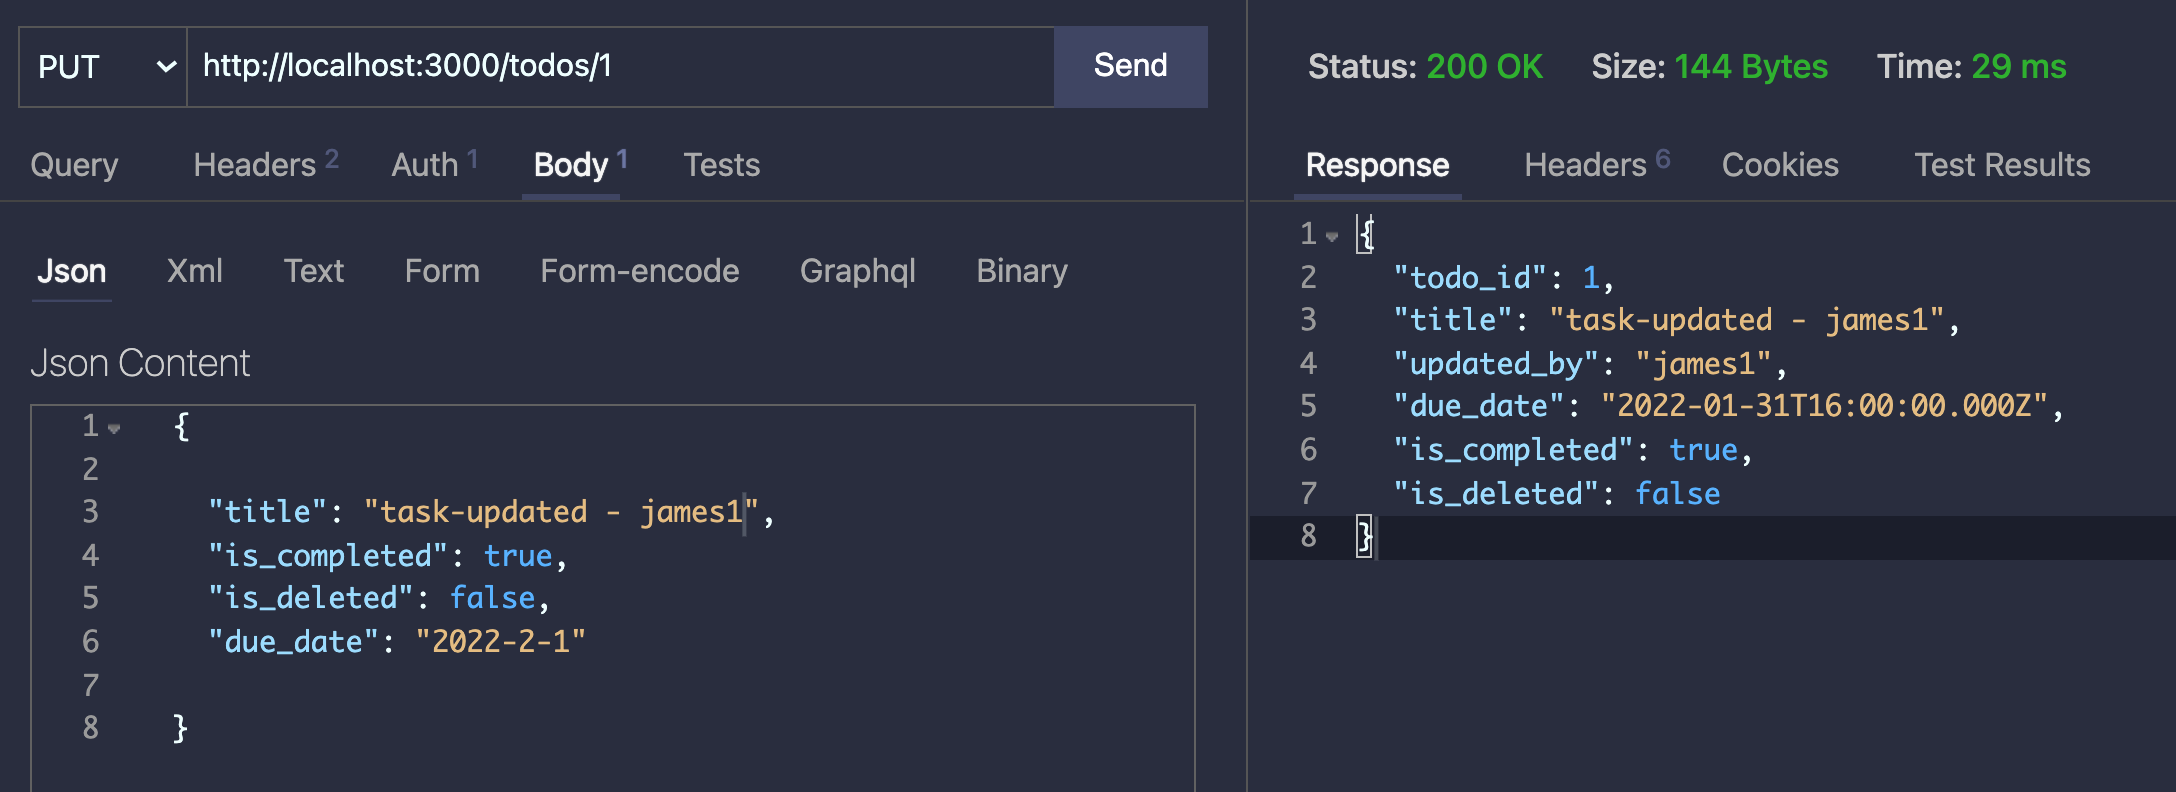 PUT http://localhost:3000/todos/1 Send
Query Headers 2 Auth 1 Body 1 Tests
Json Xml Text Form Form-encode Graphql Binary
Json Content
1 {
2
3 "title": "task-updated - james1",
4 "is_completed": true,
5 "is_deleted": false,
6 "due_date": "2022-2-1"
7
8 }
Status: 200 OK Size: 144 Bytes Time: 29 ms
Response Headers 6 Cookies Test Results
1 {
2 "todo_id": 1,
3 "title": "task-updated - james1",
4 "updated_by": "james1",
5 "due_date": "2022-01-31T16:00:00.000Z",
6 "is_completed": true,
7 "is_deleted": false
8 }